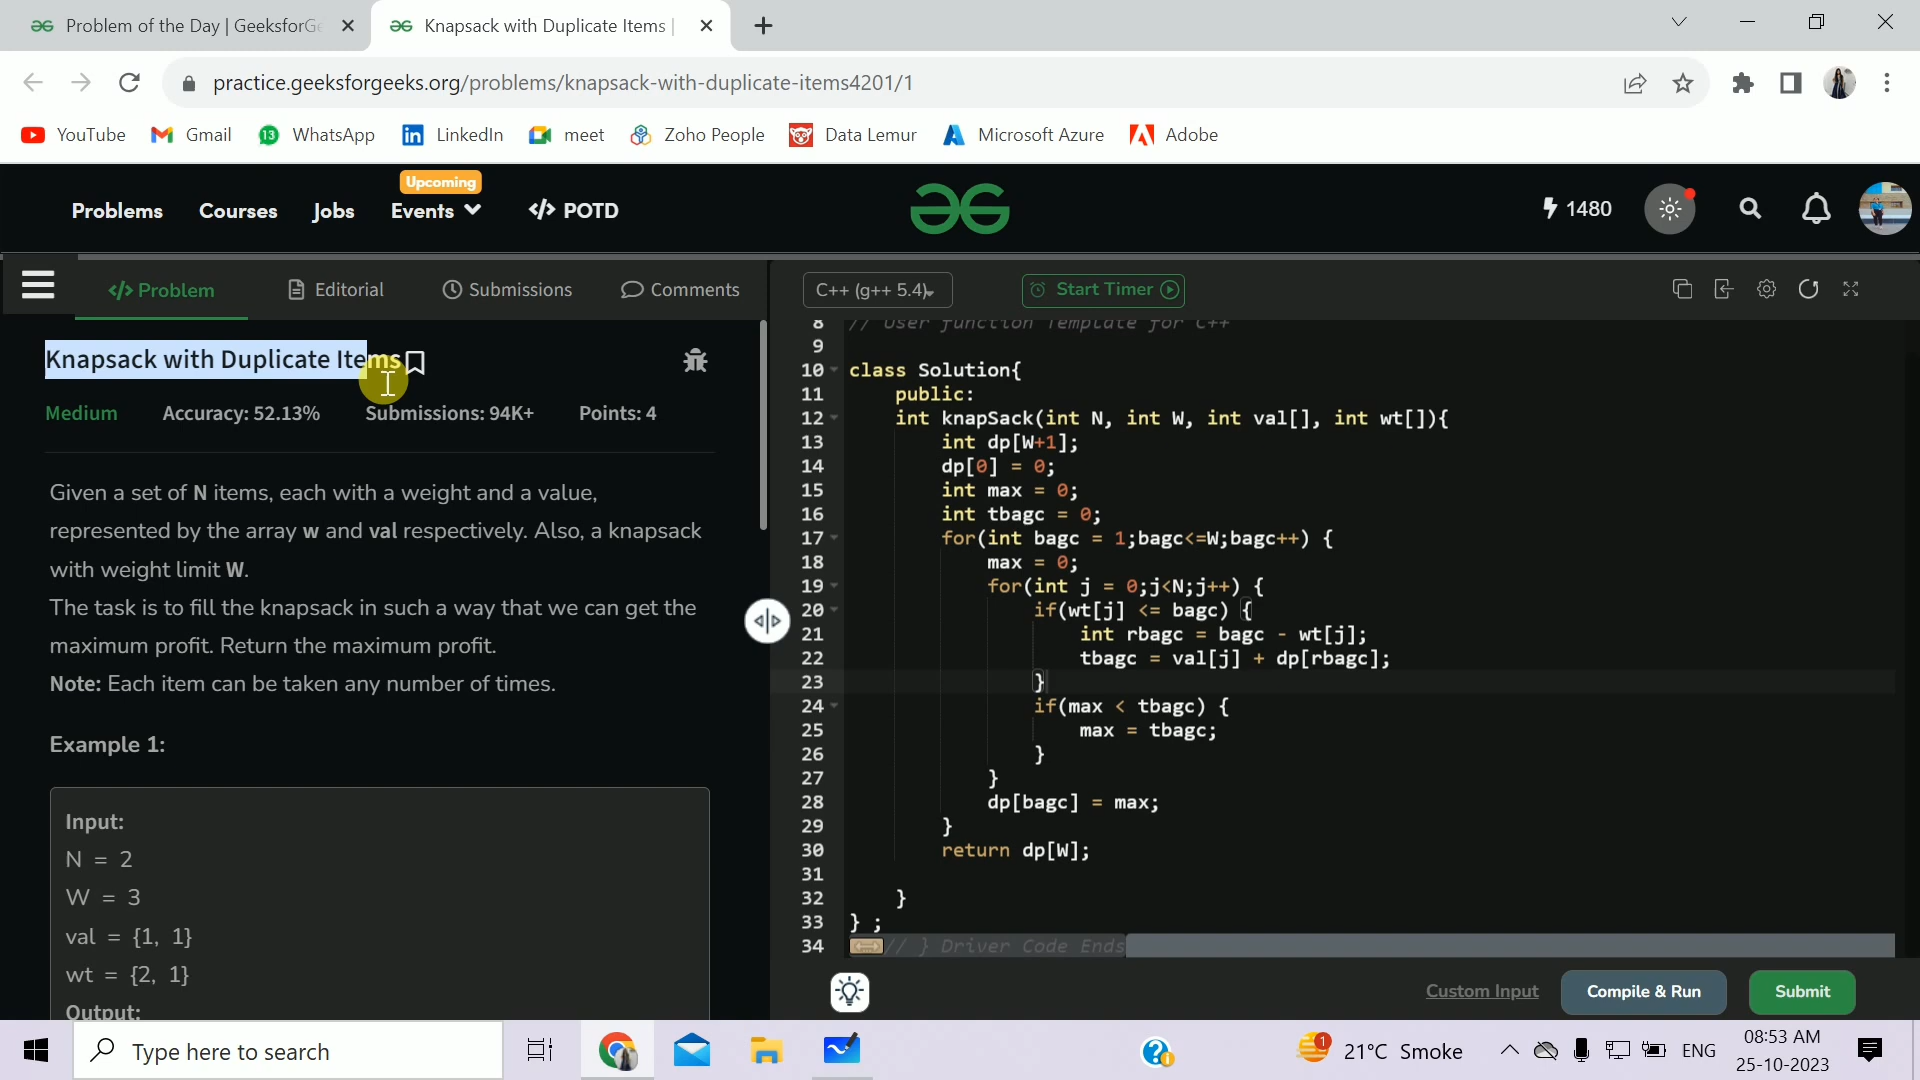 Problem of the Day | GeeksforGe
Knapsack with Duplicate Items |
practice.geeksforgeeks.org/problems/knapsack-with-duplicate-items4201/1
YouTube Gmail 13 WhatsApp LinkedIn meet Zoho People Data Lemur Microsoft Azure Adobe
Upcoming
Problems Courses Jobs Events </> POTD 1480
</> Problem Editorial Submissions Comments
Knapsack with Duplicate Items
Medium Accuracy: 52.13% Submissions: 94K+ Points: 4
Given a set of N items, each with a weight and a value,
represented by the array w and val respectively. Also, a knapsack
with weight limit W.
The task is to fill the knapsack in such a way that we can get the
maximum profit. Return the maximum profit.
Note: Each item can be taken any number of times.
Example 1:
Input:
N = 2
W = 3
val = {1, 1}
wt = {2, 1}
Output:
C++ (g++ 5.4) Start Timer
8 // User function Template for C++
9
10 class Solution{
11 public:
12 int knapSack(int N, int W, int val[], int wt[]){
13 int dp[W+1];
14 dp[0] = 0;
15 int max = 0;
16 int tbagc = 0;
17 for(int bagc = 1;bagc<=W;bagc++) {
18 max = 0;
19 for(int j = 0;j<N;j++) {
20 if(wt[j] <= bagc) {
21 int rbagc = bagc - wt[j];
22 tbagc = val[j] + dp[rbagc];
23 }
24 if(max < tbagc) {
25 max = tbagc;
26 }
27 }
28 dp[bagc] = max;
29 }
30 return dp[W];
31
32 }
33 } ;
34 // } Driver Code Ends
Custom Input Compile & Run Submit
Type here to search
1 21°C Smoke ENG 08:53 AM
25-10-2023